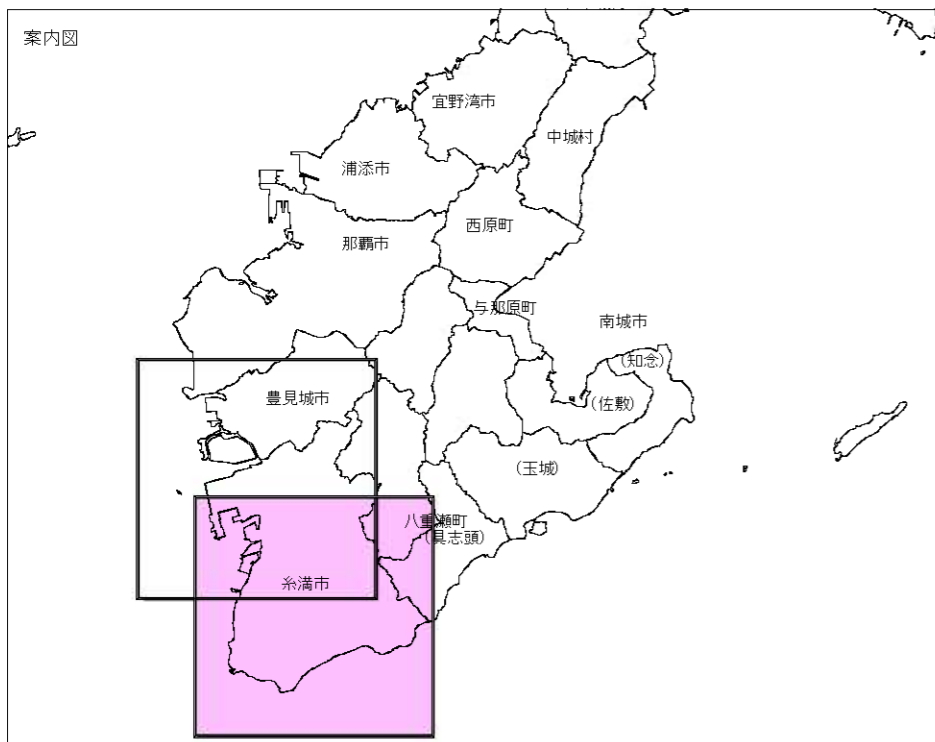 案内図
宜野湾市
中城村
浦添市
西原町
那覇市
与那原町
南城市
(知念)
豊見城市
(佐敷)
(玉城)
八重瀬町
(具志頭)
糸満市